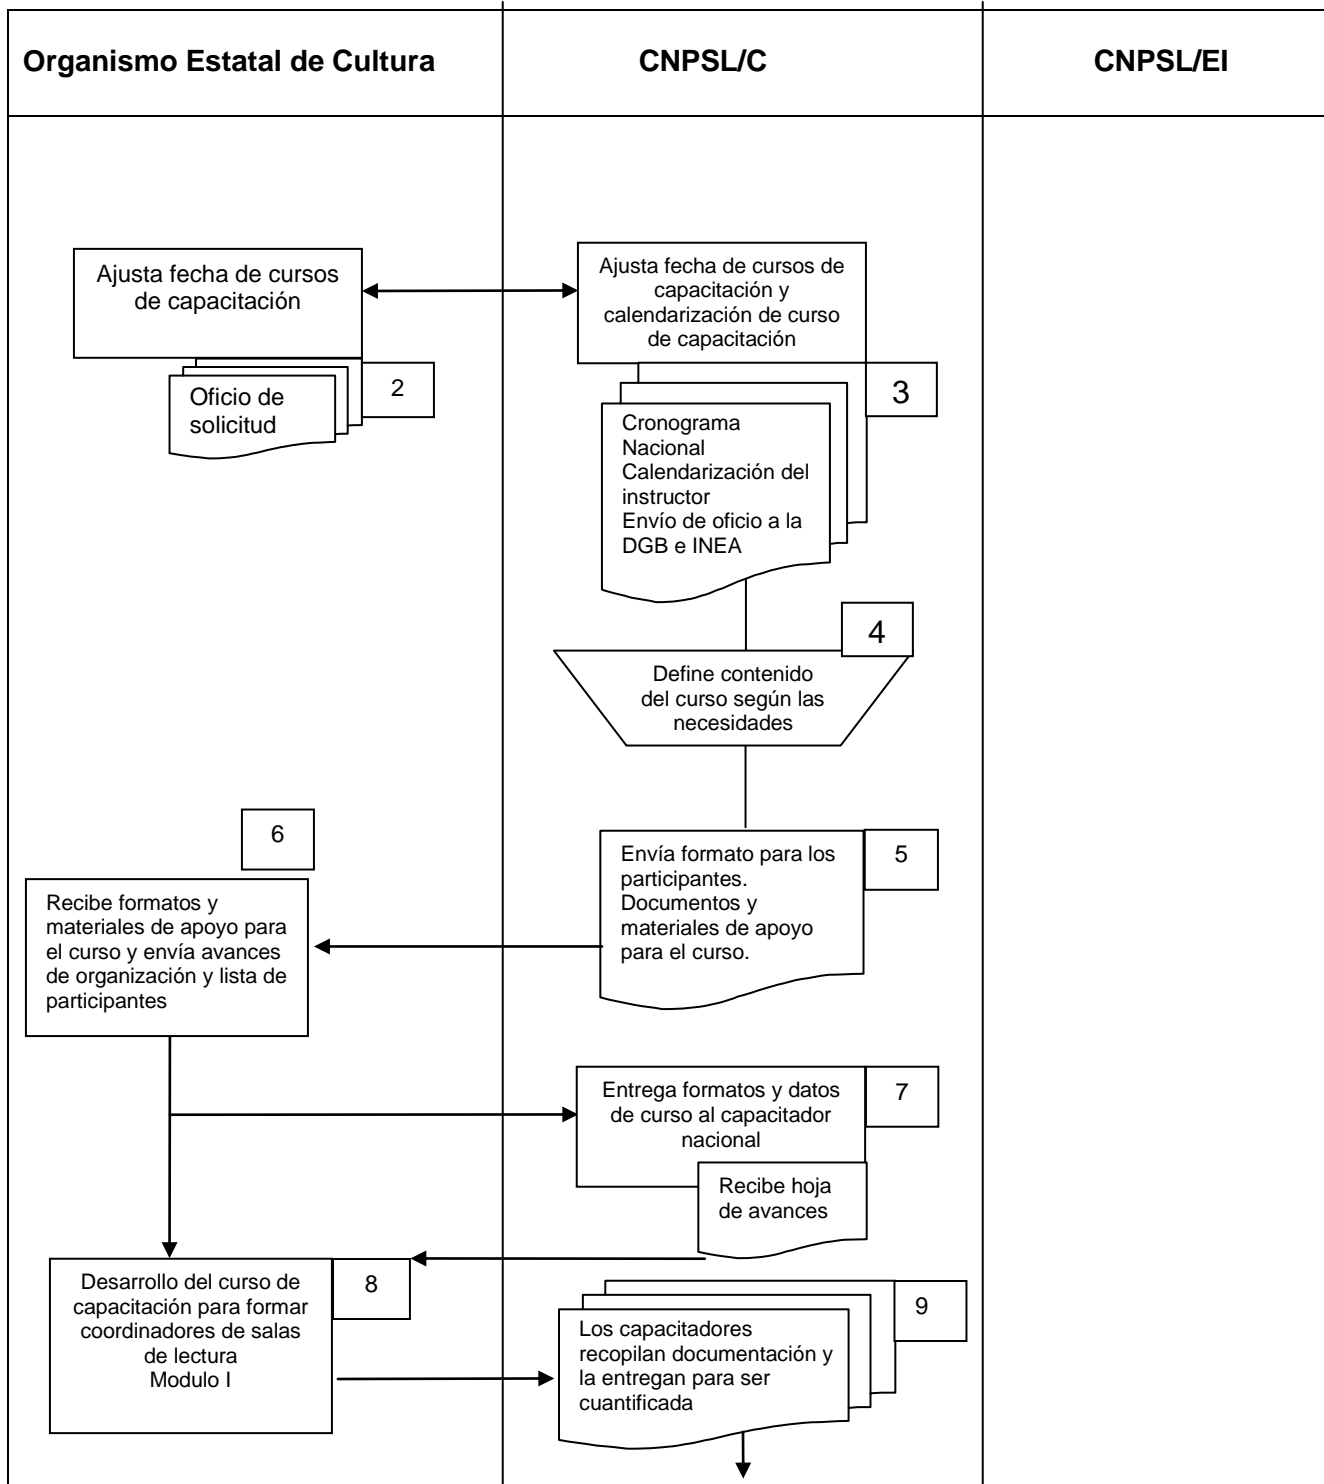 Organismo Estatal de Cultura
CNPSL/C
CNPSL/EI
Ajusta fecha de cursos
de capacitación
Oficio de
solicitud
2
Ajusta fecha de cursos de
capacitación y
calendarización de curso
de capacitación
3
Cronograma
Nacional
Calendarización del
instructor
Envío de oficio a la
DGB e INEA
4
Define contenido
del curso según las
necesidades
5
Envía formato para los
participantes.
Documentos y
materiales de apoyo
para el curso.
6
Recibe formatos y
materiales de apoyo para
el curso y envía avances
de organización y lista de
participantes
7
Entrega formatos y datos
de curso al capacitador
nacional
Recibe hoja
de avances
8
Desarrollo del curso de
capacitación para formar
coordinadores de salas
de lectura
Modulo I
9
Los capacitadores
recopilan documentación y
la entregan para ser
cuantificada